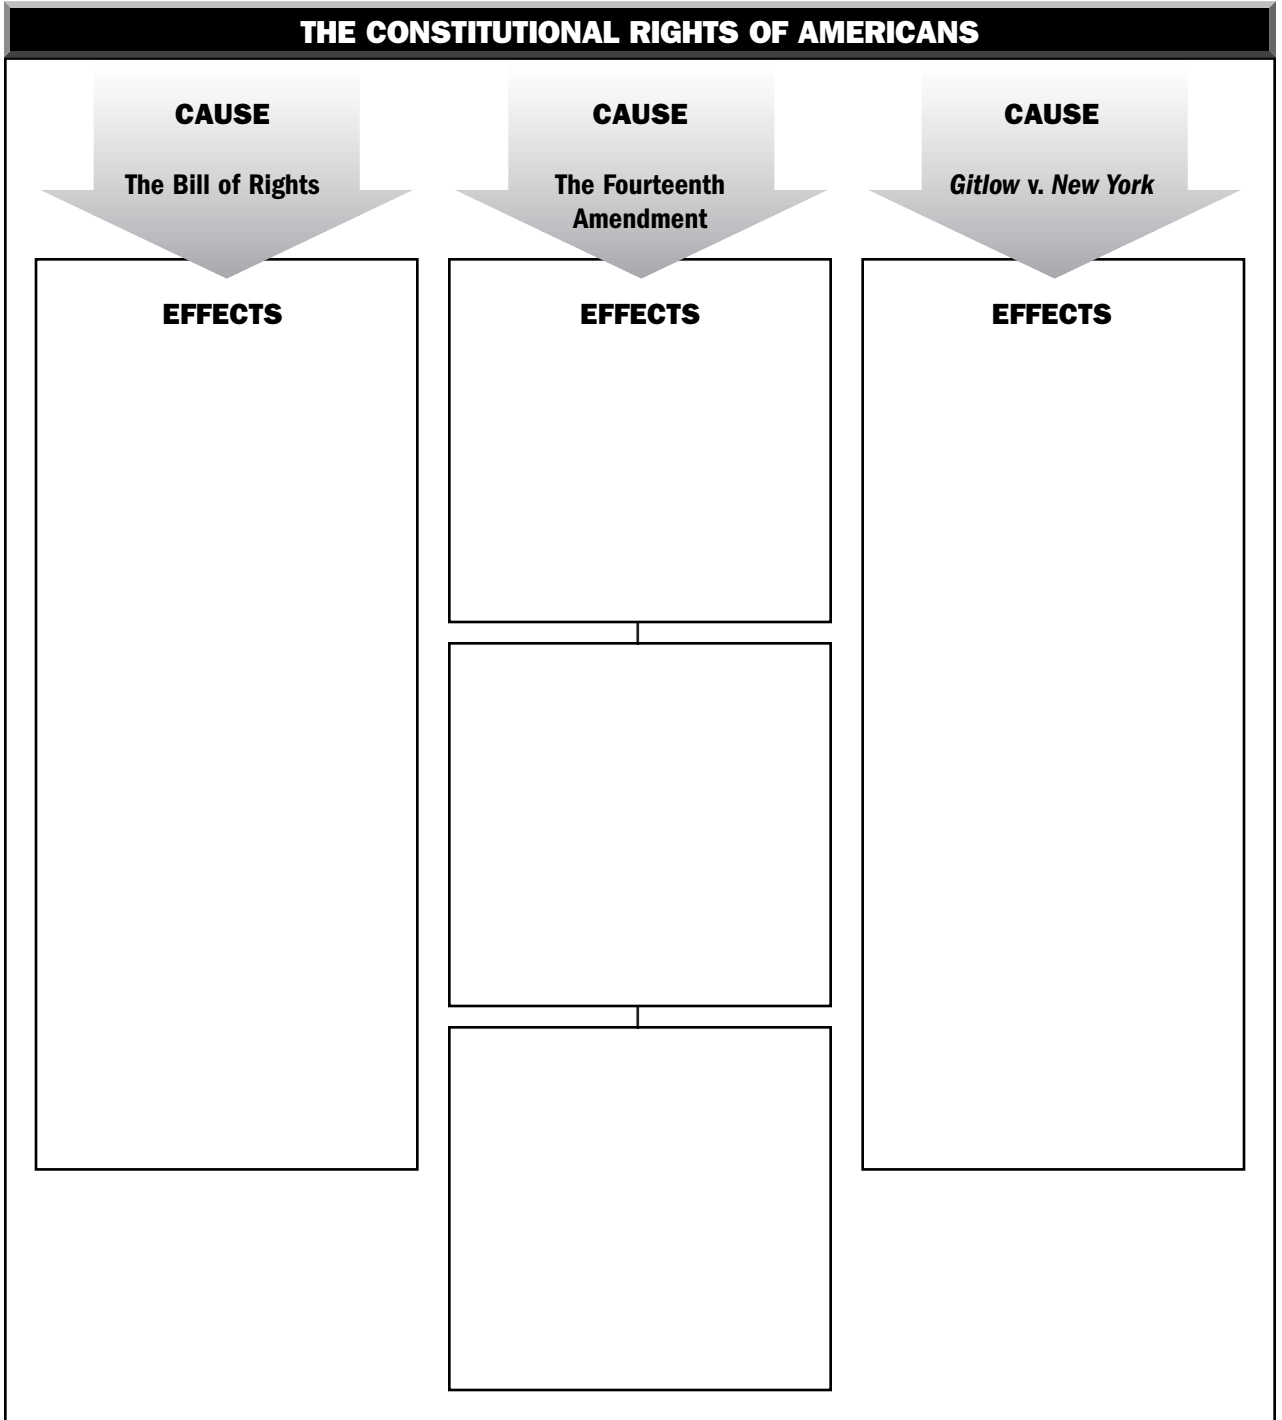 THE CONSTITUTIONAL RIGHTS OF AMERICANS
CAUSE
The Bill of Rights
EFFECTS
CAUSE
The Fourteenth
Amendment
EFFECTS
CAUSE
Gitlow v. New York
EFFECTS